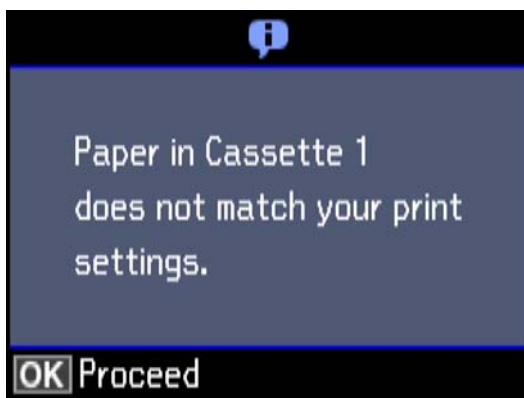 Paper in Cassette 1
does not match your print
settings.
OK Proceed